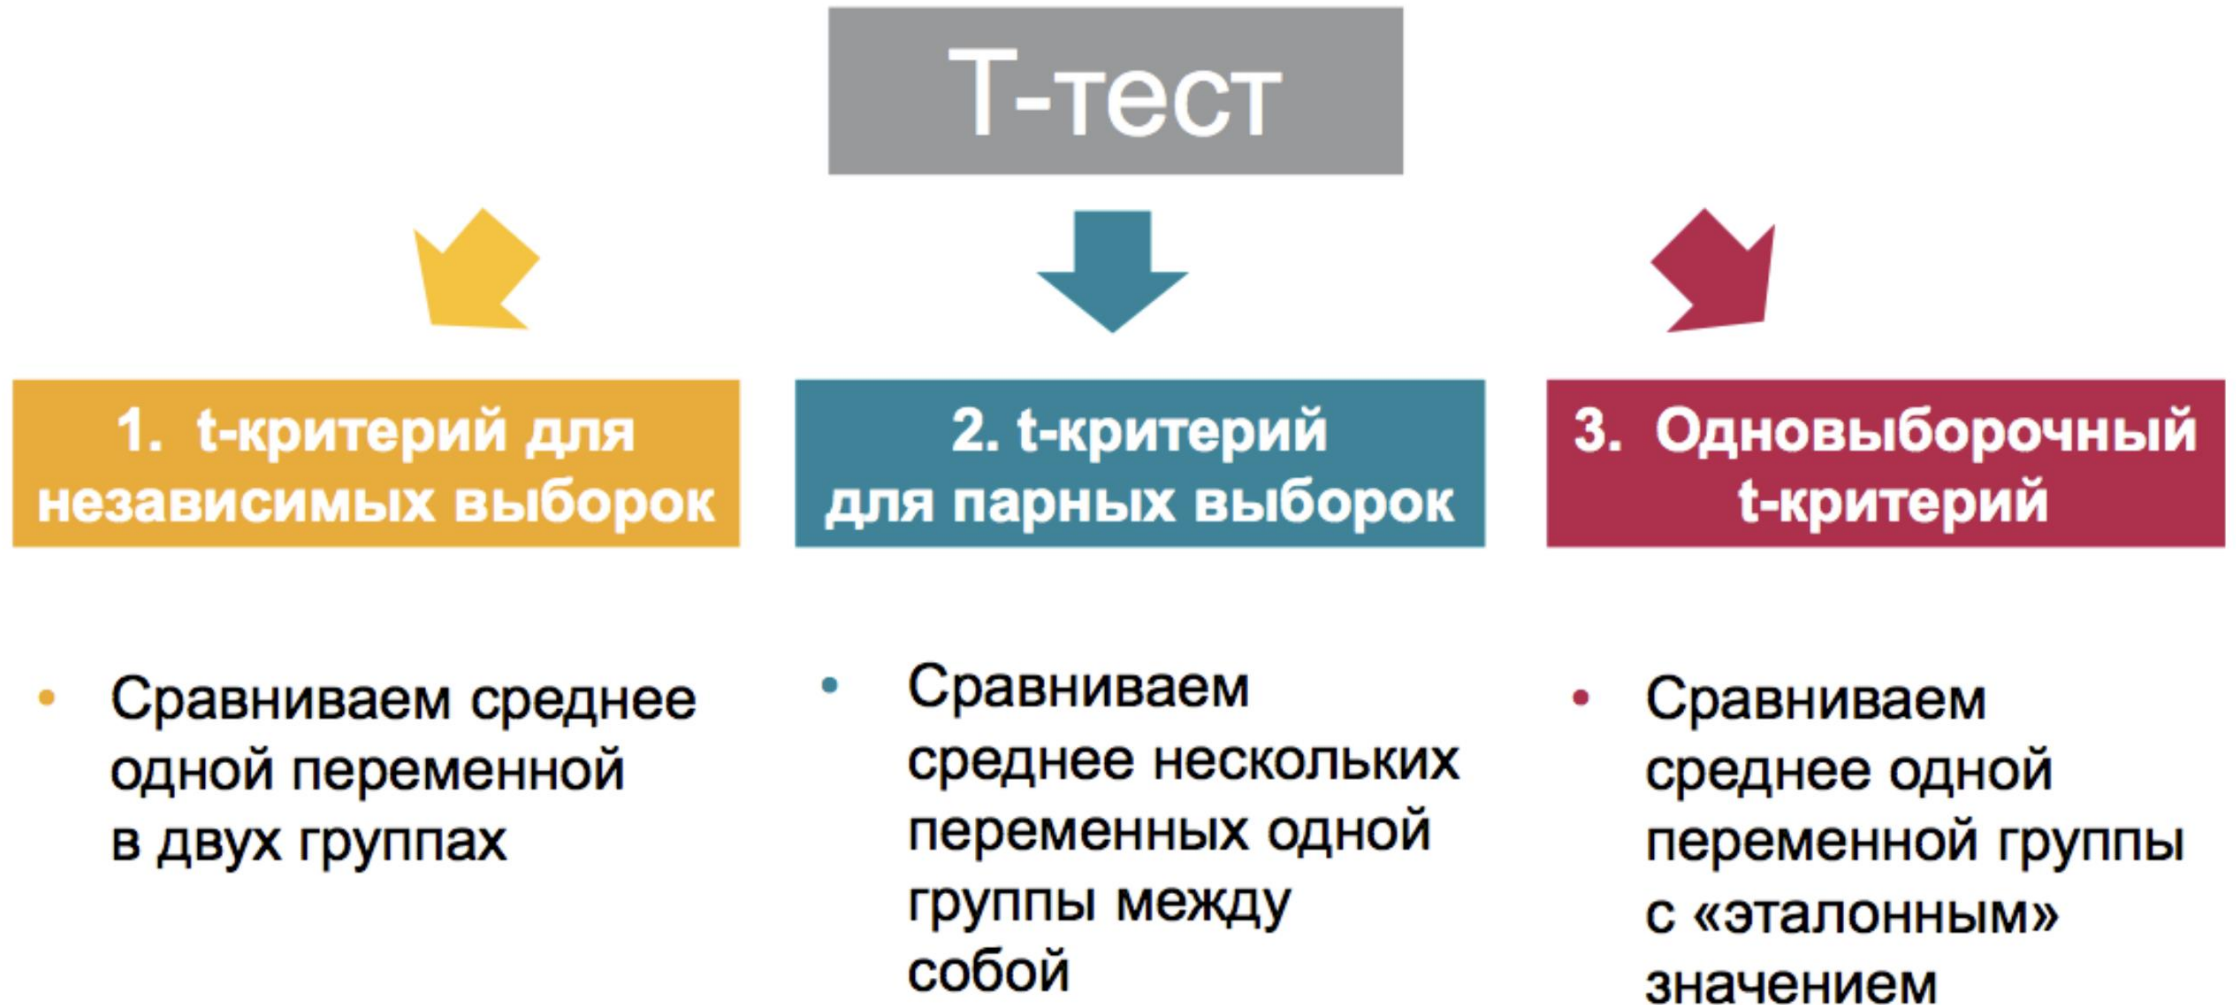 Т-тест
1. t-критерий для
независимых выборок
2. t-критерий
для парных выборок
3. Одновыборочный
t-критерий
• Сравниваем среднее
одной переменной
в двух группах
• Сравниваем
среднее нескольких
переменных одной
группы между
собой
• Сравниваем
среднее одной
переменной группы
с «эталонным»
значением